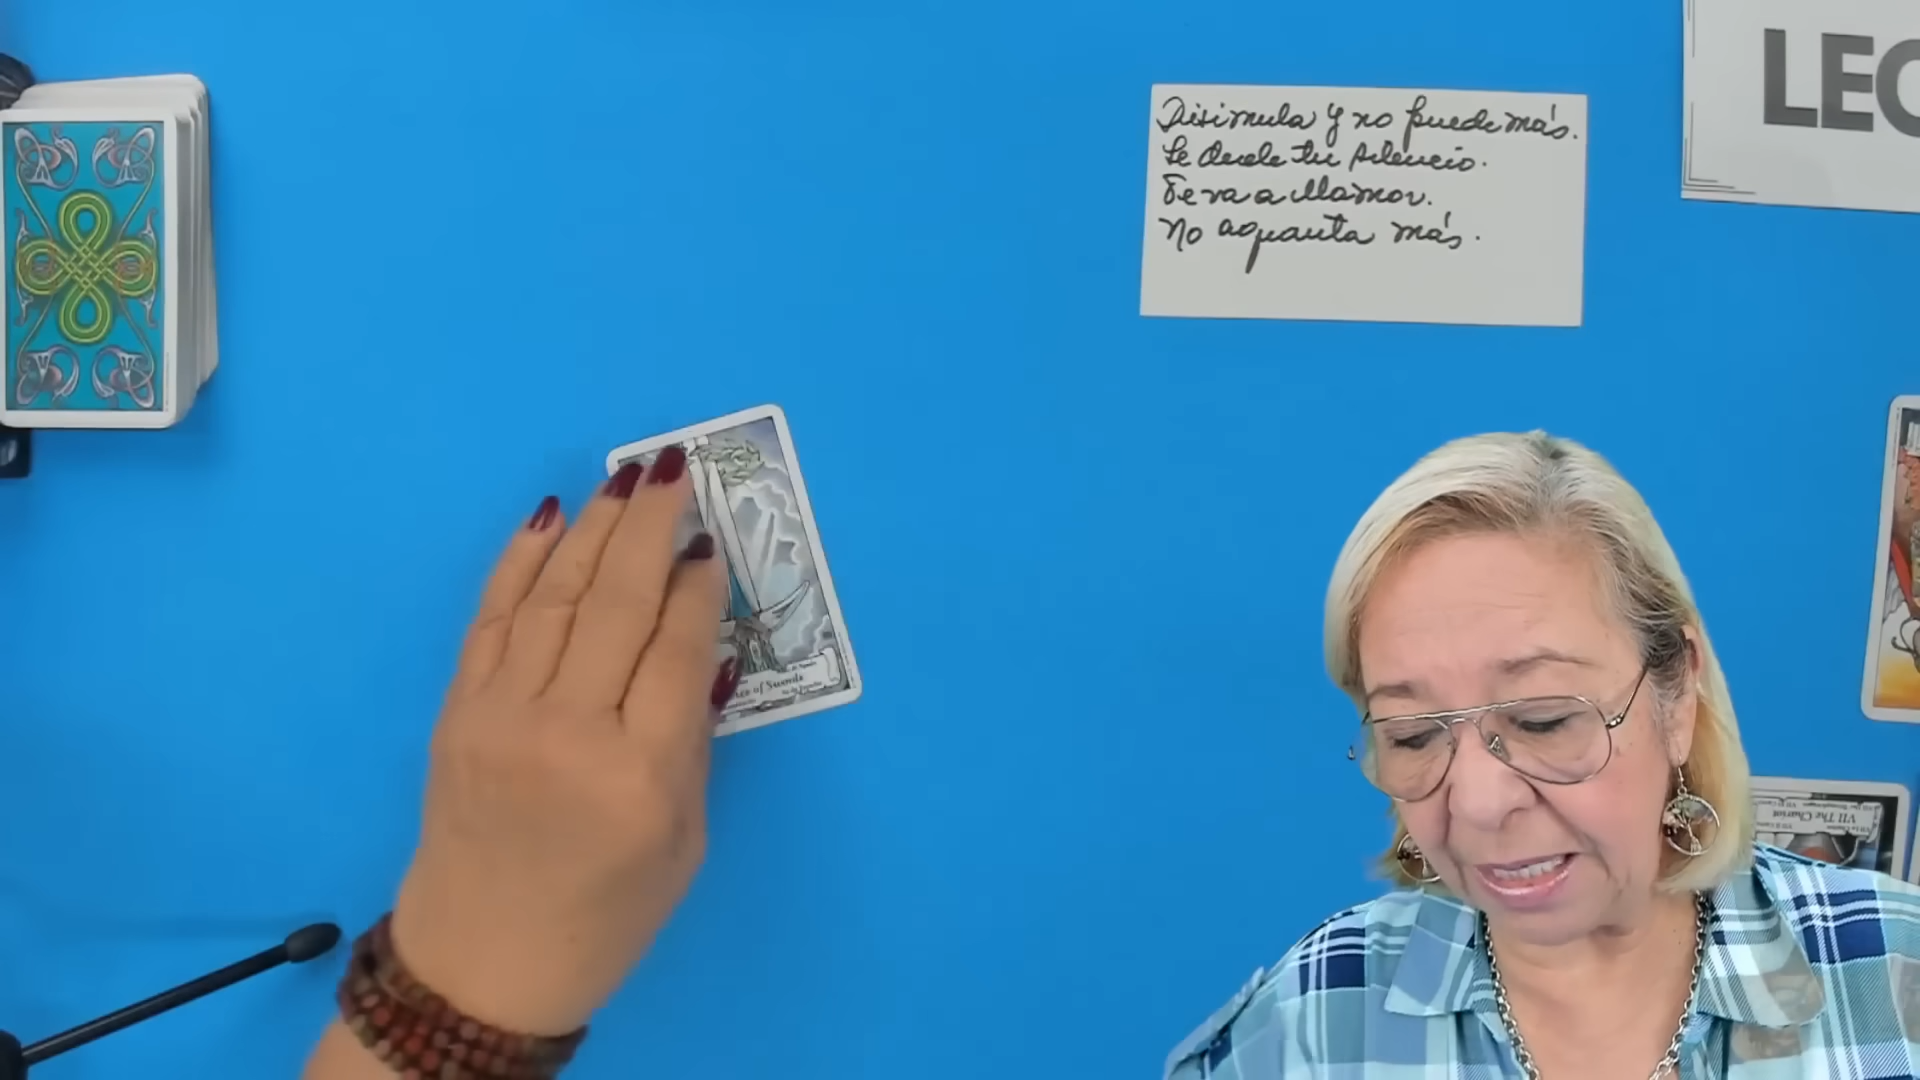 LEO
Disimula y no puede más.
Le duele tu silencio.
Te va a llamar.
No aguanta más.
of Swords
VII The Chariot